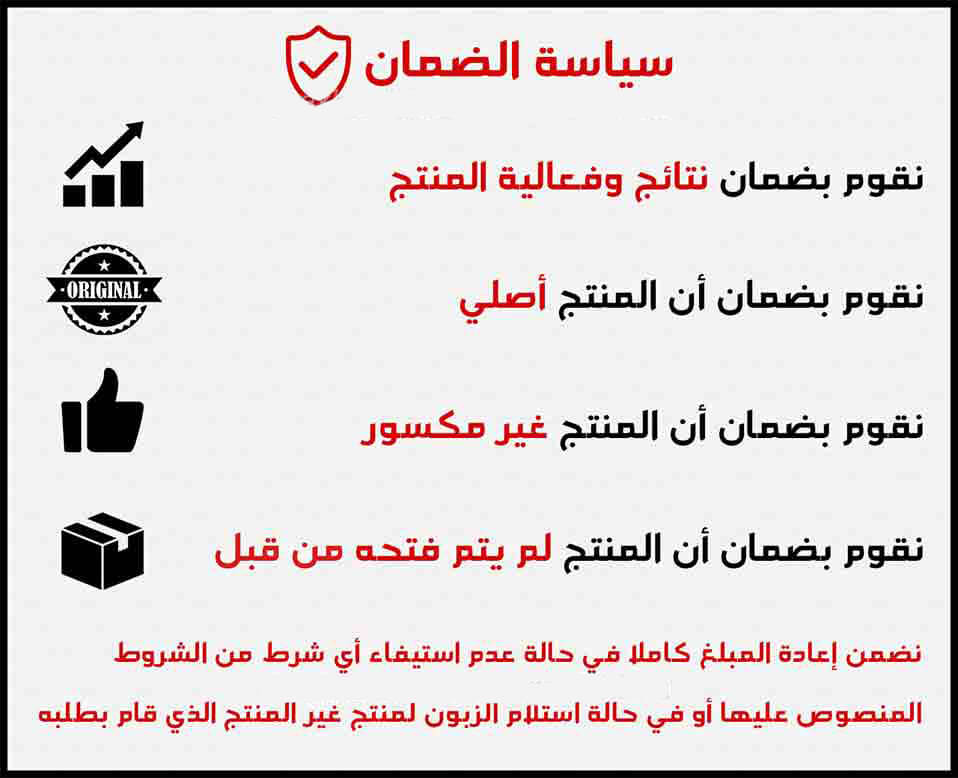 سياسة الضمان
نقوم بضمان نتائج وفعالية المنتج
ORIGINAL
نقوم بضمان أن المنتج أصلي
نقوم بضمان أن المنتج غير مكسور
نقوم بضمان أن المنتج لم يتم فتحه من قبل
نضمن إعادة المبلغ كاملا في حالة عدم استيفاء أي شرط من الشروط
المنصوص عليها أو في حالة استلام الزبون لمنتج غير المنتج الذي قام بطلبه